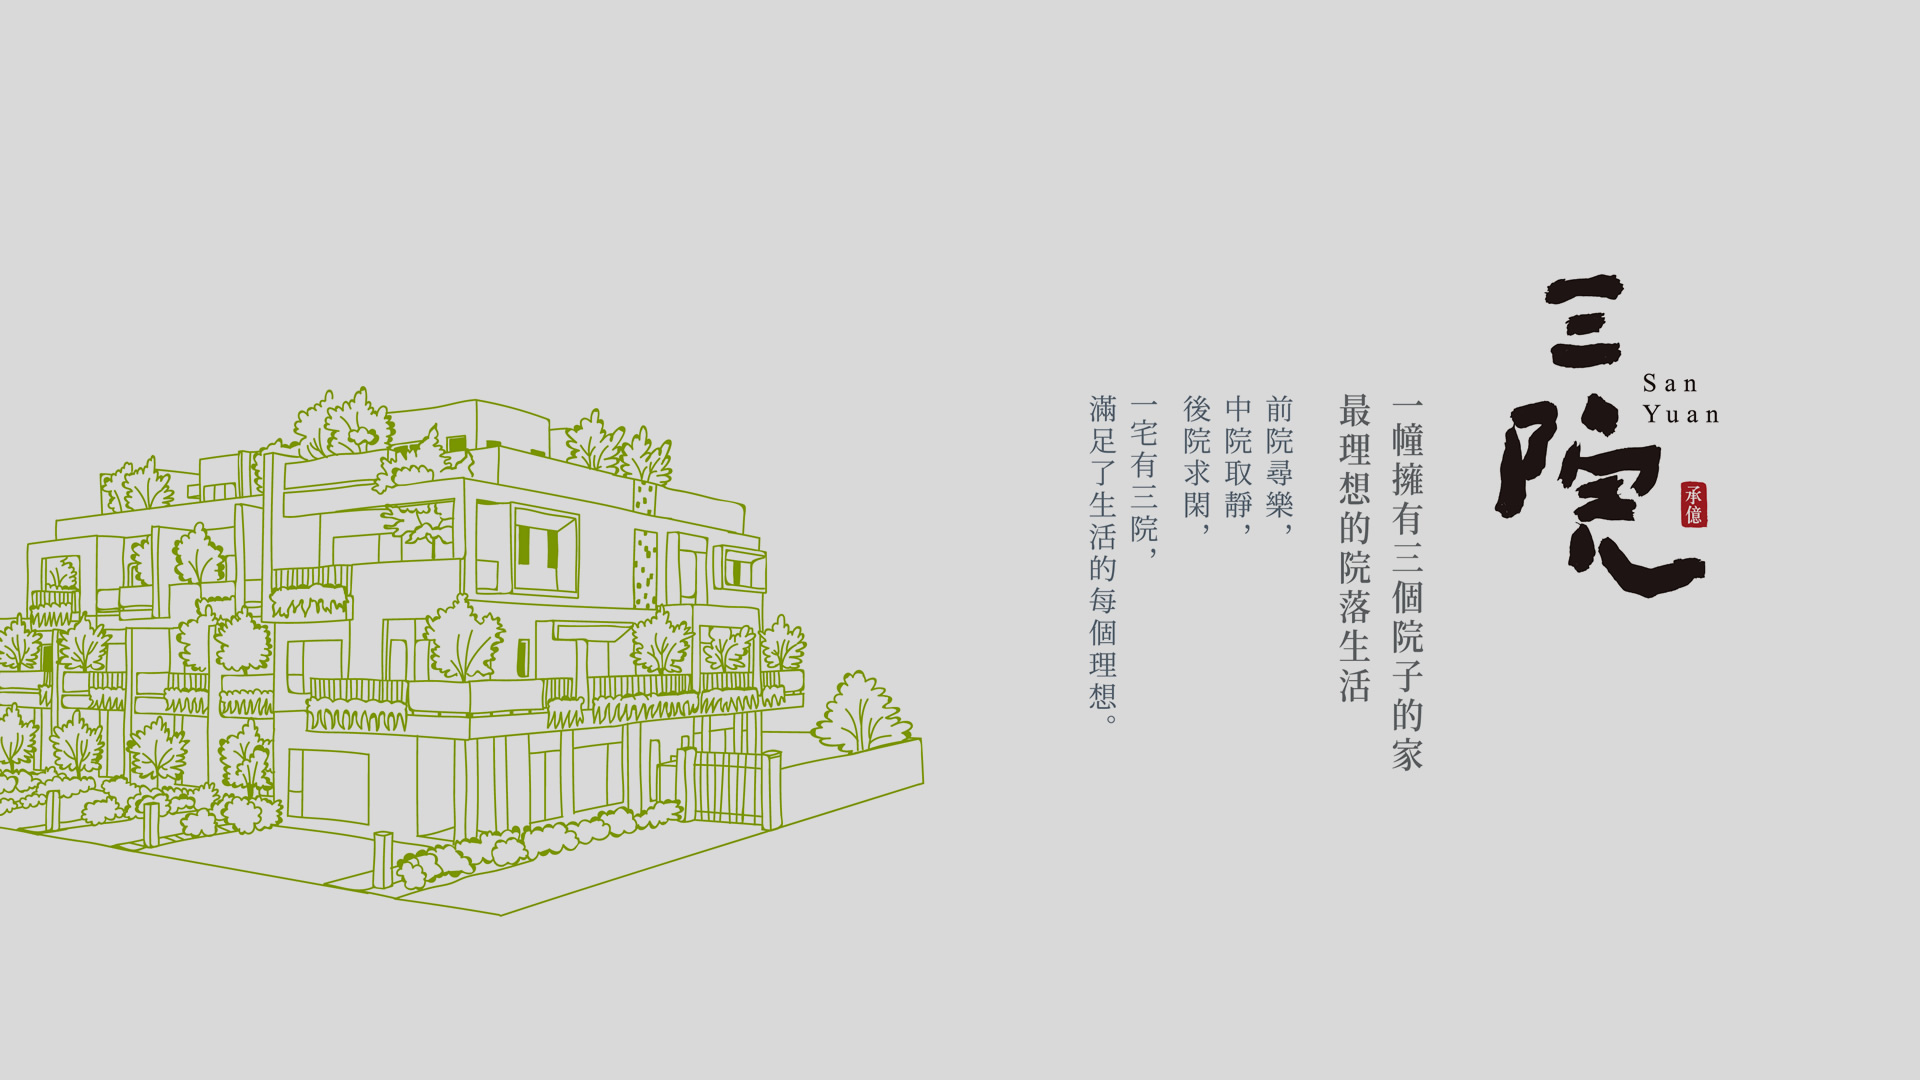 三院
San
Yuan
承億
一幢擁有三個院子的家
最理想的院落生活
前院尋樂，
中院取靜，
後院求閑，
一宅有三院，
滿足了生活的每個理想。